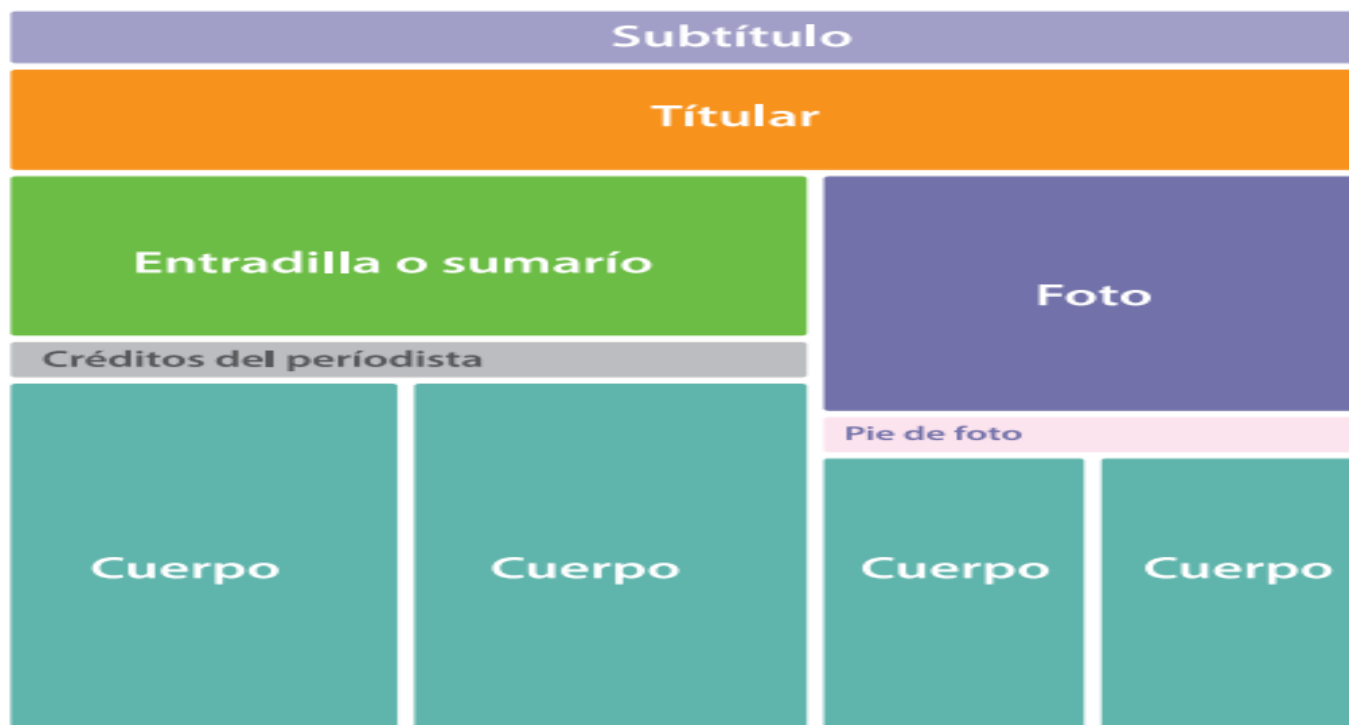 Subtítulo
Títular
Entradilla o sumarío
Foto
Créditos del períodista
Pie de foto
Cuerpo
Cuerpo
Cuerpo
Cuerpo